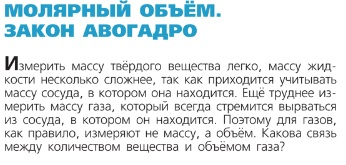 МОЛЯРНЫЙ ОБЪЁМ.
ЗАКОН АВОГАДРО
Измерить массу твёрдого вещества легко, массу жид-
кости несколько сложнее, так как приходится учитывать
массу сосуда, в котором она находится. Ещё труднее из-
мерить массу газа, который всегда стремится вырваться
из сосуда, в котором он находится. Поэтому для газов,
как правило, измеряют не массу, а объём. Какова связь
между количеством вещества и объёмом газа?